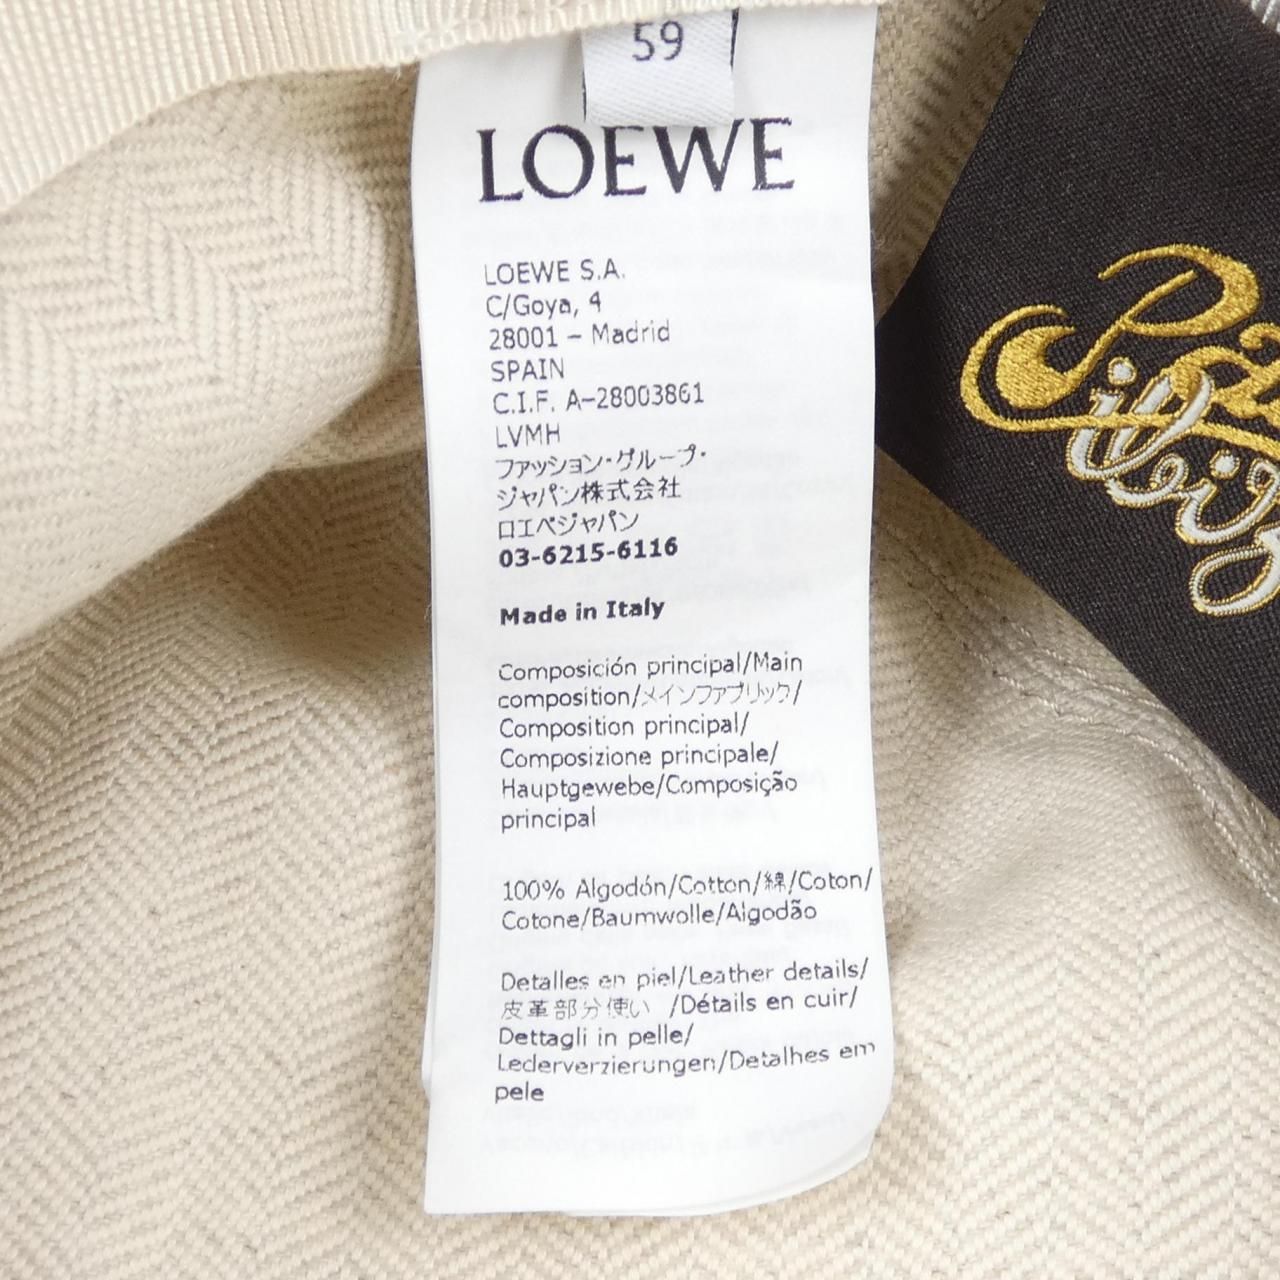 59
LOEWE
LOEWE S.A.
C/Goya, 4
28001 – Madrid
SPAIN
C.I.F. A-28003861
LVMH
ファッション・グループ・
ジャパン株式会社
ロエベジャパン
03-6215-6116
Made in Italy
Composición principal/Main
composition/メインファブリック/
Composition principal/
Composizione principale/
Hauptgewebe/Composição
principal
100% Algodón/Cotton/綿/Coton/
Cotone/Baumwolle/Algodão
Detalles en piel/Leather details/
皮革部分使い /Détails en cuir/
Dettagli in pelle/
Lederverzierungen/Detalhes em
pele